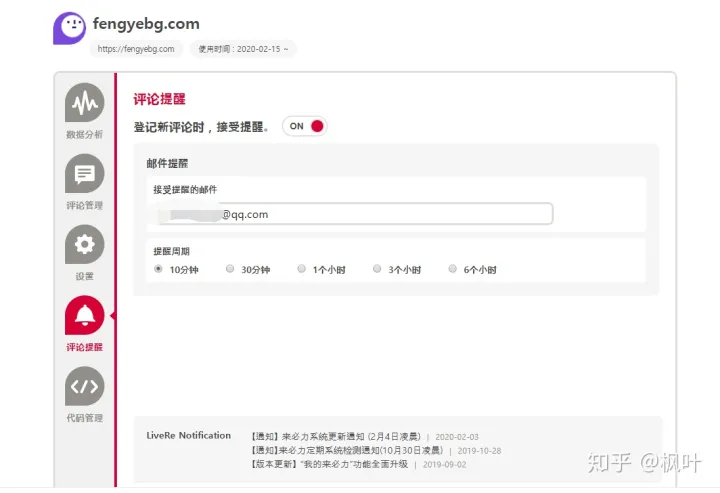 fengyebg.com
https://fengyebg.com 使用时间 : 2020-02-15 ~
数据分析
评论管理
设置
评论提醒
代码管理
评论提醒
登记新评论时，接受提醒。 ON
邮件提醒
接受提醒的邮件
@qq.com
提醒周期
10分钟 30分钟 1个小时 3个小时 6个小时
LiveRe Notification 【通知】 来必力系统更新通知 (2月4日凌晨) | 2020-02-03
【通知】来必力定期系统检测通知(10月30日凌晨) | 2019-10-28
【版本更新】 “我的来必力”功能全面升级 | 2019-09-02
知乎 @枫叶